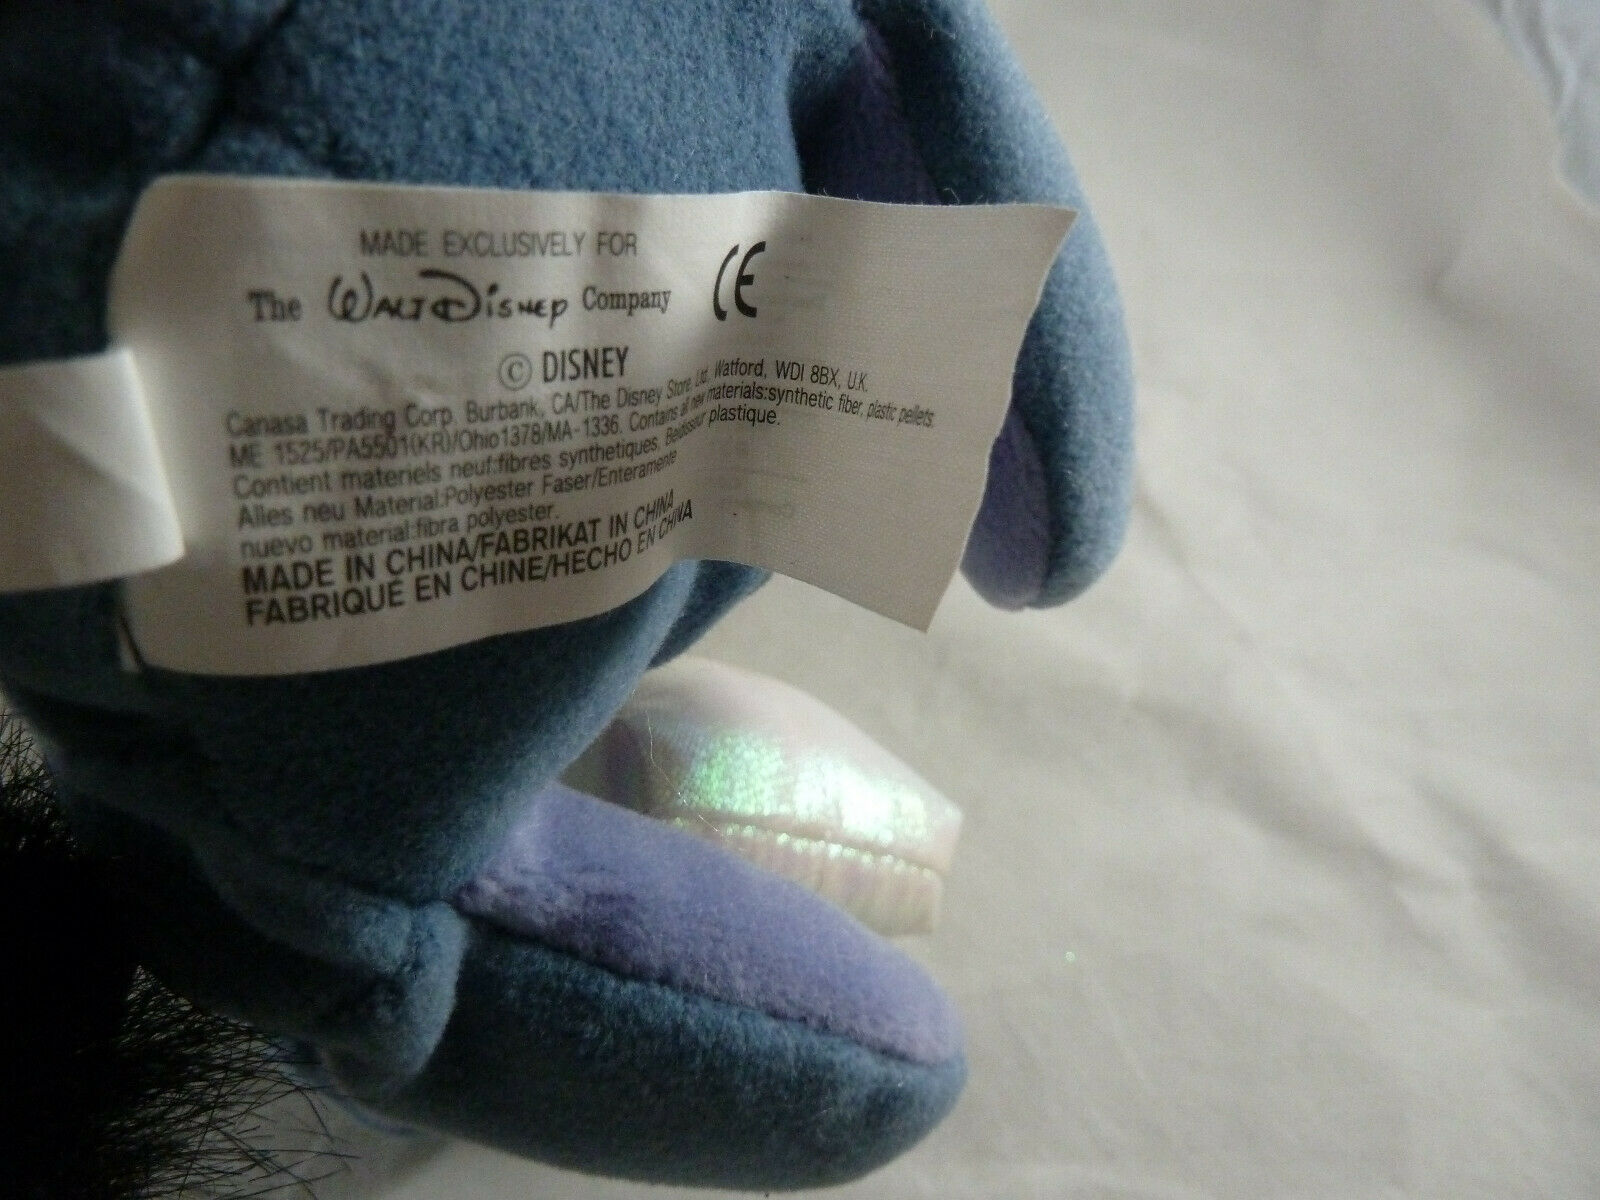 MADE EXCLUSIVELY FOR
The WALT DISNEY Company CE
© DISNEY
Canasa Trading Corp. Burbank, CA/The Disney Store, Ltd. Watford, WDI 8BX, U.K.
ME 1525/PA5501(KR)/Ohio1378/MA-1336. Contains all new materials:synthetic fiber, plastic pellets.
Contient materiels neuf:fibres synthetiques. plastique.
Alles neu Material:Polyester Faser/Enteramente
nuevo material:fibra polyester.
MADE IN CHINA/FABRIKAT IN CHINA
FABRIQUÉ EN CHINE/HECHO EN CHINA